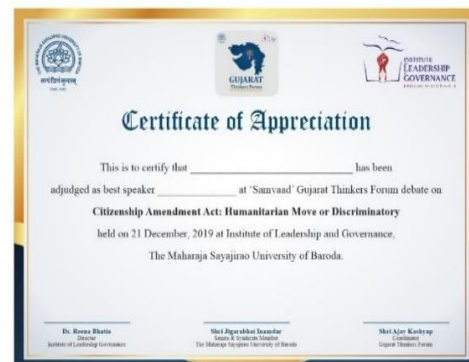 GUJARAT
Thinkers Forum
INSTITUTE
LEADERSHIP
GOVERNANCE
Certificate of Appreciation
This is to certify that ______________________ has been
adjudged as best speaker ______________ at 'Samvaad' Gujarat Thinkers Forum debate on
Citizenship Amendment Act: Humanitarian Move or Discriminatory
held on 21 December, 2019 at Institute of Leadership and Governance,
The Maharaja Sayajirao University of Baroda.
Dr. Reena Bhatia
Director
Institute of Leadership Governance
Shri Jigarbhai Inamdar
Senate & Syndicate Member
The Maharaja Sayajirao University of Baroda
Shri Ajay Kashyap
Coordinator
Gujarat Thinkers Forum